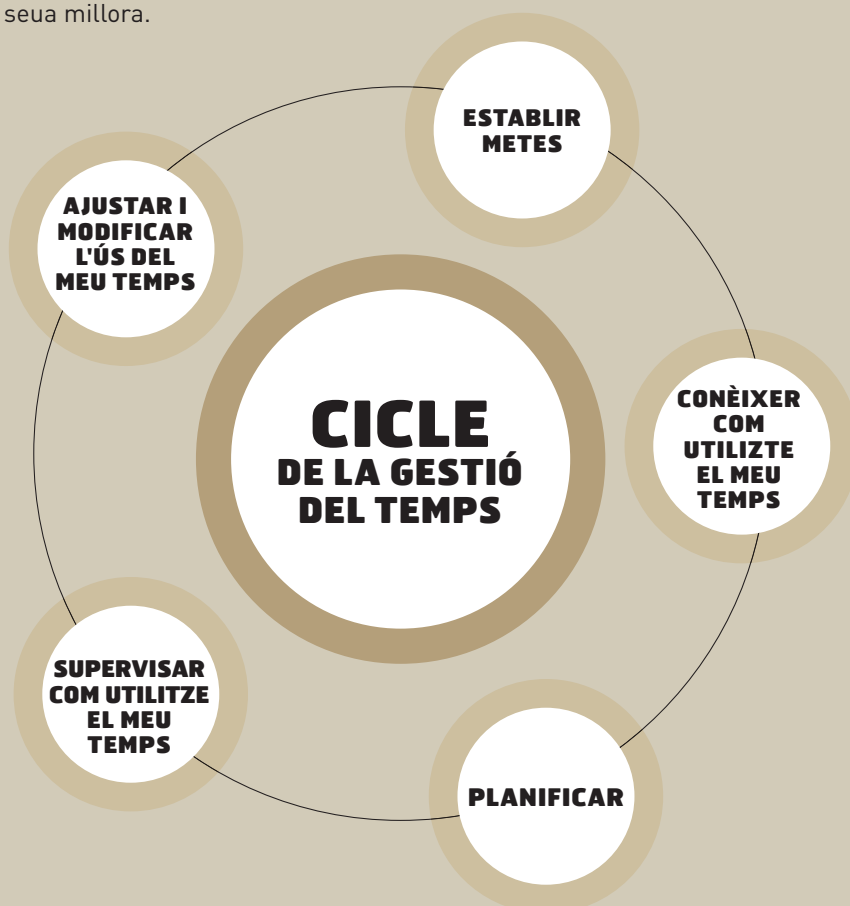 seua millora.
ESTABLIR
METES
AJUSTAR I
MODIFICAR
L'ÚS DEL
MEU TEMPS
CONÈIXER
COM
UTILIZTE
EL MEU
TEMPS
CICLE
DE LA GESTIÓ
DEL TEMPS
SUPERVISAR
COM UTILITZE
EL MEU
TEMPS
PLANIFICAR